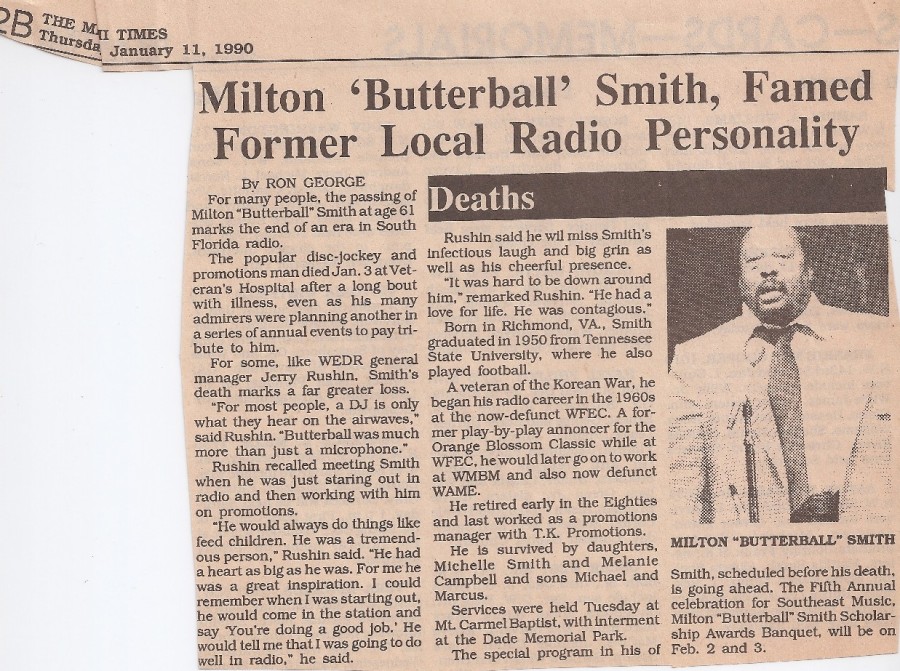 2B THE MII TIMES
Thursda January 11, 1990
Milton ‘Butterball’ Smith, Famed
Former Local Radio Personality
By RON GEORGE
For many people, the passing of
Milton "Butterball" Smith at age 61
marks the end of an era in South
Florida radio.
The popular disc-jockey and
promotions man died Jan. 3 at Vet-
eran's Hospital after a long bout
with illness, even as his many
admirers were planning another in
a series of annual events to pay tri-
bute to him.
For some, like WEDR general
manager Jerry Rushin, Smith's
death marks a far greater loss.
"For most people, a DJ is only
what they hear on the airwaves,"
said Rushin. "Butterball was much
more than just a microphone."
Rushin recalled meeting Smith
when he was just staring out in
radio and then working with him
on promotions.
"He would always do things like
feed children. He was a tremend-
ous person," Rushin said. "He had
a heart as big as he was. For me he
was a great inspiration. I could
remember when I was starting out,
he would come in the station and
say 'You're doing a good job.' He
would tell me that I was going to do
well in radio," he said.
Deaths
Rushin said he wil miss Smith's
infectious laugh and big grin as
well as his cheerful presence.
"It was hard to be down around
him," remarked Rushin. "He had a
love for life. He was contagious."
Born in Richmond, VA., Smith
graduated in 1950 from Tennessee
State University, where he also
played football.
A veteran of the Korean War, he
began his radio career in the 1960s
at the now-defunct WFEC. A for-
mer play-by-play annoncer for the
Orange Blossom Classic while at
WFEC, he would later go on to work
at WMBM and also now defunct
WAME.
He retired early in the Eighties
and last worked as a promotions
manager with T.K. Promotions.
He is survived by daughters,
Michelle Smith and Melanie
Campbell and sons Michael and
Marcus.
Services were held Tuesday at
Mt. Carmel Baptist, with interment
at the Dade Memorial Park.
The special program in his of
MILTON "BUTTERBALL" SMITH
Smith, scheduled before his death,
is going ahead. The Fifth Annual
celebration for Southeast Music,
Milton "Butterball" Smith Scholar-
ship Awards Banquet, will be on
Feb. 2 and 3.